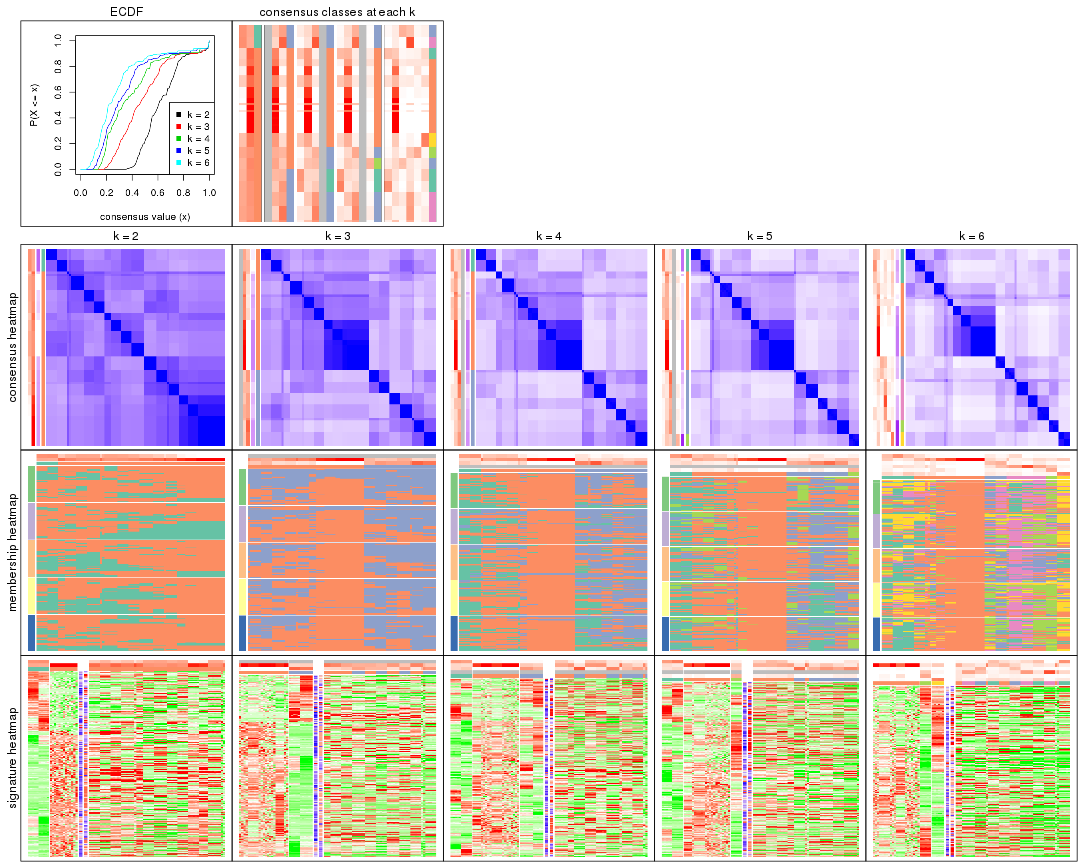 ECDF
consensus classes at each k
P(X <= x)
1.0
0.8
0.6
0.4
0.2
0.0
k = 2
k = 3
k = 4
k = 5
k = 6
0.0 0.2 0.4 0.6 0.8 1.0
consensus value (x)
k = 2 k = 3 k = 4 k = 5 k = 6
consensus heatmap
membership heatmap
signature heatmap